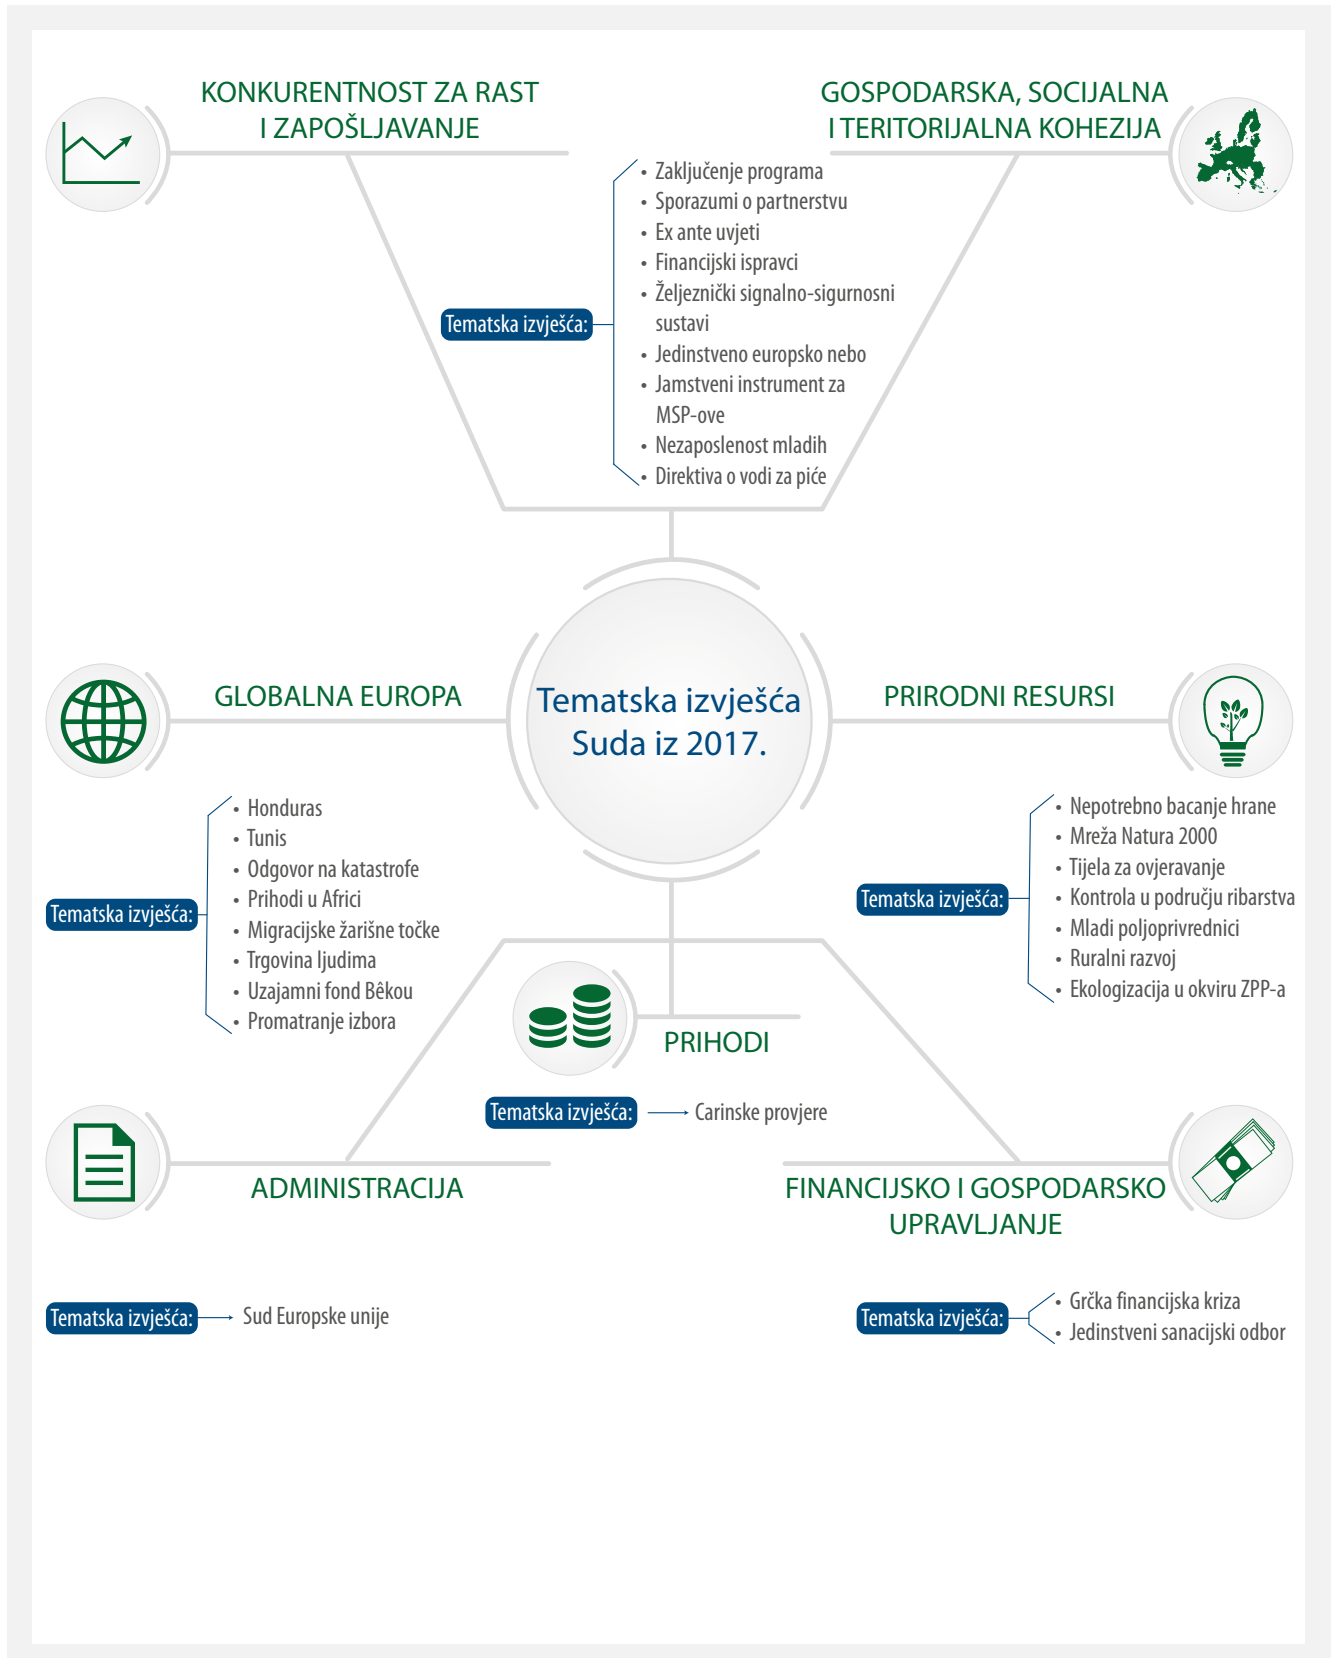 KONKURENTNOST ZA RAST
I ZAPOŠLJAVANJE
GOSPODARSKA, SOCIJALNA
I TERITORIJALNA KOHEZIJA
Tematska izvješća:
• Zaključenje programa
• Sporazumi o partnerstvu
• Ex ante uvjeti
• Financijski ispravci
• Željeznički signalno-sigurnosni
sustavi
• Jedinstveno europsko nebo
• Jamstveni instrument za
MSP-ove
• Nezaposlenost mladih
• Direktiva o vodi za piće
GLOBALNA EUROPA
Tematska izvješća
Suda iz 2017.
PRIRODNI RESURSI
Tematska izvješća:
• Honduras
• Tunis
• Odgovor na katastrofe
• Prihodi u Africi
• Migracijske žarišne točke
• Trgovina ljudima
• Uzajamni fond Bêkou
• Promatranje izbora
Tematska izvješća:
• Nepotrebno bacanje hrane
• Mreža Natura 2000
• Tijela za ovjeravanje
• Kontrola u području ribarstva
• Mladi poljoprivrednici
• Ruralni razvoj
• Ekologizacija u okviru ZPP-a
PRIHODI
Tematska izvješća:
Carinske provjere
ADMINISTRACIJA
FINANCIJSKO I GOSPODARSKO
UPRAVLJANJE
Tematska izvješća:
Sud Europske unije
Tematska izvješća:
• Grčka financijska kriza
• Jedinstveni sanacijski odbor